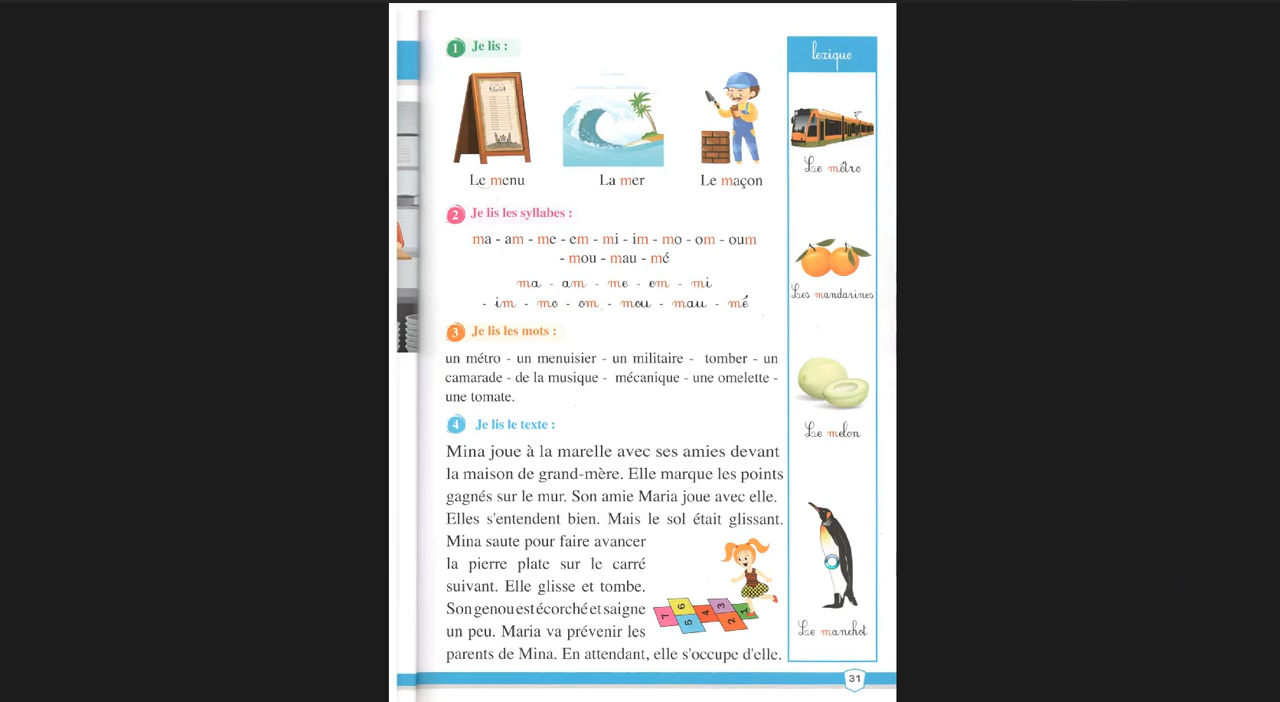 1 Je lis :
Le menu
La mer
Le maçon
2 Je lis les syllabes :
ma - am - me - em - mi - im - mo - om - oum
- mou - mau - mé
ma - am - me - em - mi
- im - mo - om - mou - mau - mé
3 Je lis les mots :
un métro - un menuisier - un militaire - tomber - un
camarade - de la musique - mécanique - une omelette -
une tomate.
4 Je lis le texte :
Mina joue à la marelle avec ses amies devant
la maison de grand-mère. Elle marque les points
gagnés sur le mur. Son amie Maria joue avec elle.
Elles s'entendent bien. Mais le sol était glissant.
Mina saute pour faire avancer
la pierre plate sur le carré
suivant. Elle glisse et tombe.
Son genou est écorché et saigne
un peu. Maria va prévenir les
parents de Mina. En attendant, elle s'occupe d'elle.
7 6 5 4 3 2 1
lexique
Le métro
Les mandarines
Le melon
Le manchot
31